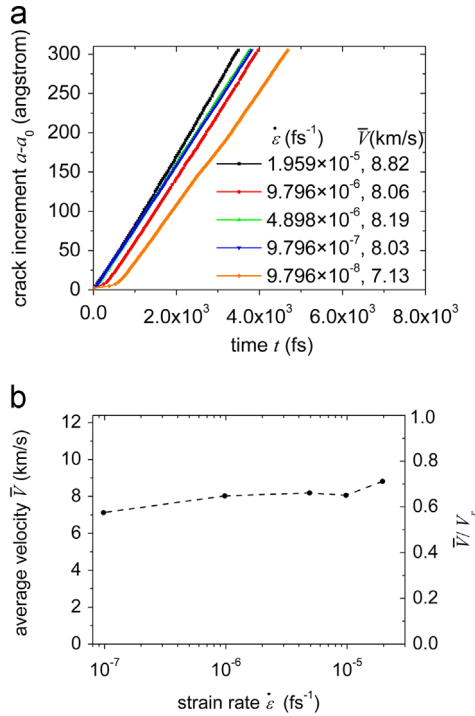 a
300
250
200
150
100
50
0
crack increment a-a₀ (angstrom)
ε̇ (fs⁻¹) V̅(km/s)
1.959×10⁻⁵, 8.82
9.796×10⁻⁶, 8.06
4.898×10⁻⁶, 8.19
9.796×10⁻⁷, 8.03
9.796×10⁻⁸, 7.13
0.0 2.0x10³ 4.0x10³ 6.0x10³ 8.0x10³
time t (fs)
b
12
10
8
6
4
2
0
average velocity V̅ (km/s)
1.0
0.8
0.6
0.4
0.2
0.0
V̅/ Vᵣ
10⁻⁷ 10⁻⁶ 10⁻⁵
strain rate ε̇ (fs⁻¹)